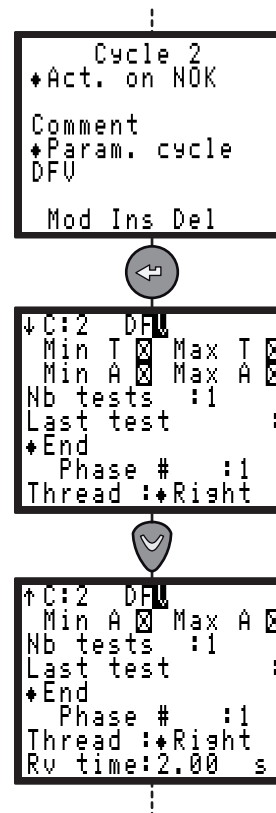 Cycle 2
♦Act. on NOK
Comment
♦Param. cycle
DFV
Mod Ins Del
↓C:2 DFV
Min T ☒ Max T ☒
Min A ☒ Max A ☒
Nb tests :1
Last test :
♦End
Phase # :1
Thread :♦Right
↑C:2 DFV
Min A ☒ Max A ☒
Nb tests :1
Last test :
♦End
Phase # :1
Thread :♦Right
Rv time:2.00 s